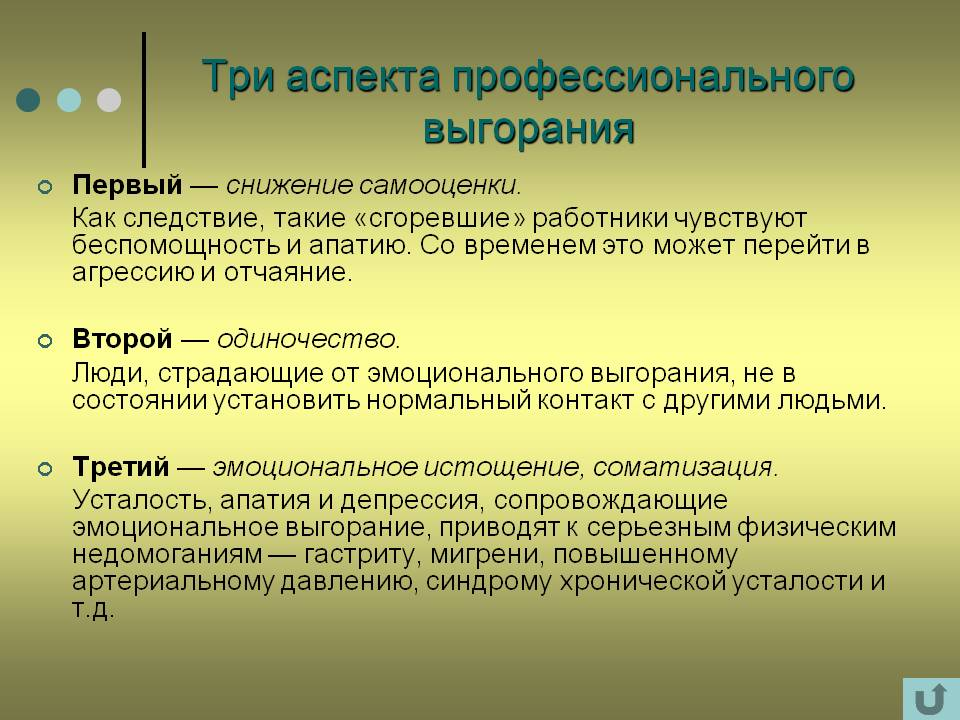 Три аспекта профессионального
выгорания
Первый — снижение самооценки.
Как следствие, такие «сгоревшие» работники чувствуют
беспомощность и апатию. Со временем это может перейти в
агрессию и отчаяние.
Второй — одиночество.
Люди, страдающие от эмоционального выгорания, не в
состоянии установить нормальный контакт с другими людьми.
Третий — эмоциональное истощение, соматизация.
Усталость, апатия и депрессия, сопровождающие
эмоциональное выгорание, приводят к серьезным физическим
недомоганиям — гастриту, мигрени, повышенному
артериальному давлению, синдрому хронической усталости и
т.д.